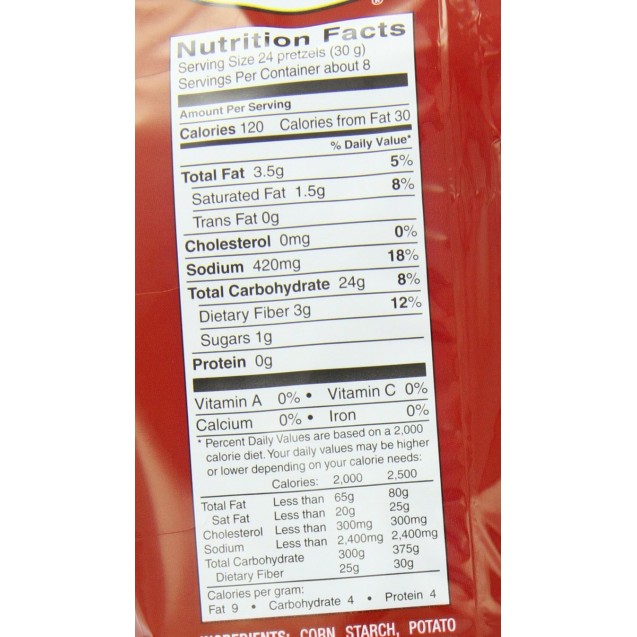 ®
Nutrition Facts
Serving Size 24 pretzels (30 g)
Servings Per Container about 8
Amount Per Serving
Calories 120 Calories from Fat 30
% Daily Value*
Total Fat 3.5g 5%
Saturated Fat 1.5g 8%
Trans Fat 0g
Cholesterol 0mg 0%
Sodium 420mg 18%
Total Carbohydrate 24g 8%
Dietary Fiber 3g 12%
Sugars 1g
Protein 0g
Vitamin A 0% • Vitamin C 0%
Calcium 0% • Iron 0%
* Percent Daily Values are based on a 2,000
calorie diet. Your daily values may be higher
or lower depending on your calorie needs:
Calories: 2,000 2,500
Total Fat Less than 65g 80g
Sat Fat Less than 20g 25g
Cholesterol Less than 300mg 300mg
Sodium Less than 2,400mg 2,400mg
Total Carbohydrate 300g 375g
Dietary Fiber 25g 30g
Calories per gram:
Fat 9 • Carbohydrate 4 • Protein 4
INGREDIENTS: CORN STARCH, POTATO